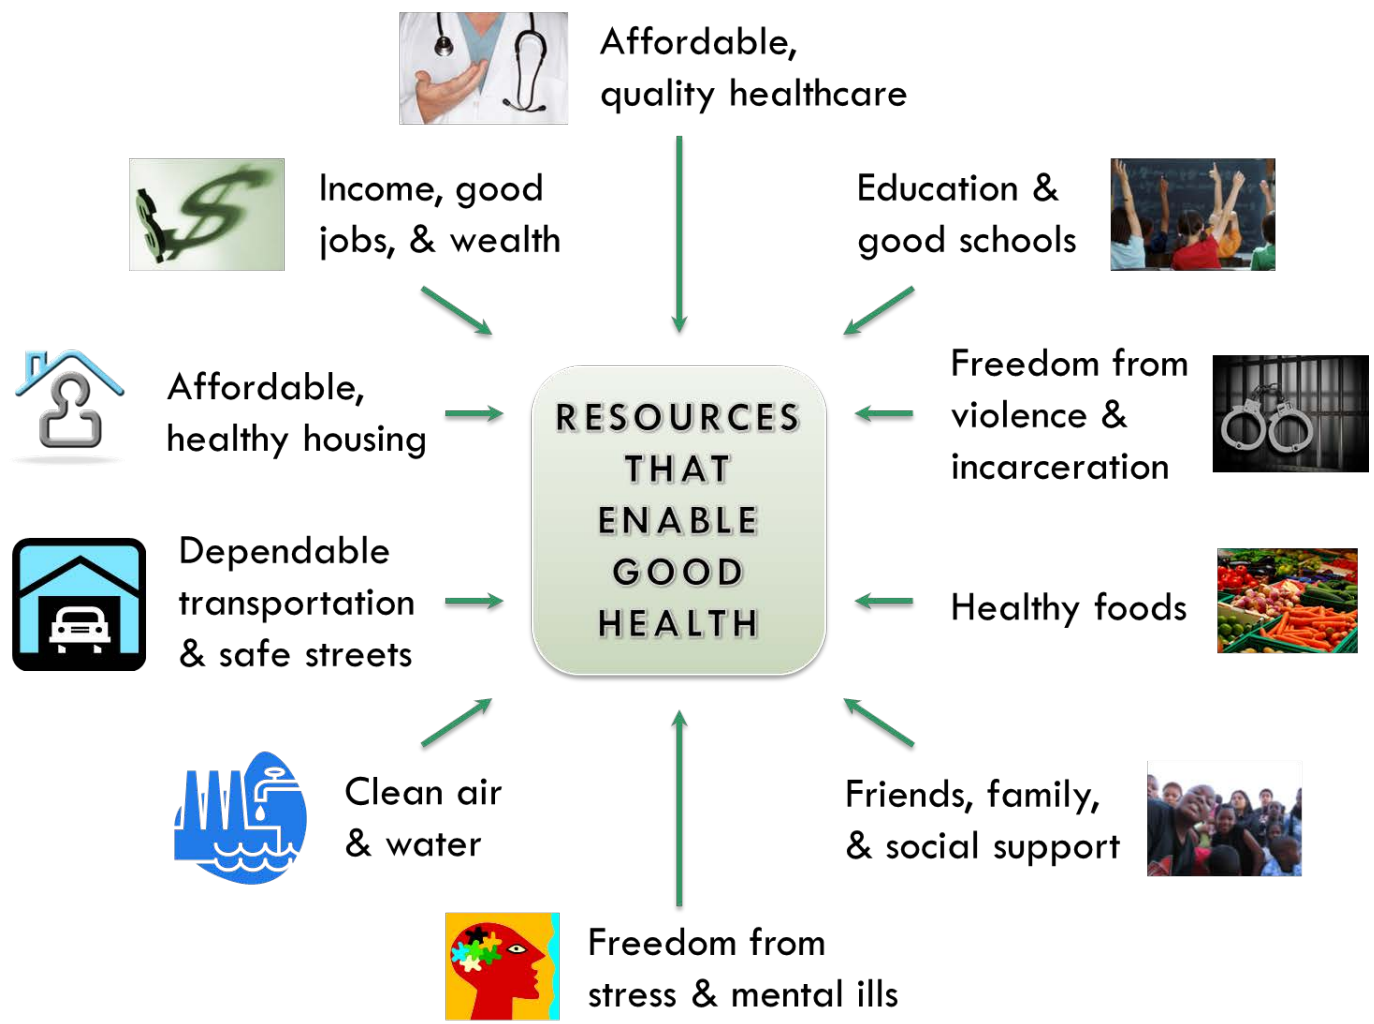 Affordable,
quality healthcare
Income, good
jobs, & wealth
Education &
good schools
Affordable,
healthy housing
RESOURCES
THAT
ENABLE
GOOD
HEALTH
Freedom from
violence &
incarceration
Dependable
transportation
& safe streets
Healthy foods
Clean air
& water
Friends, family,
& social support
Freedom from
stress & mental ills